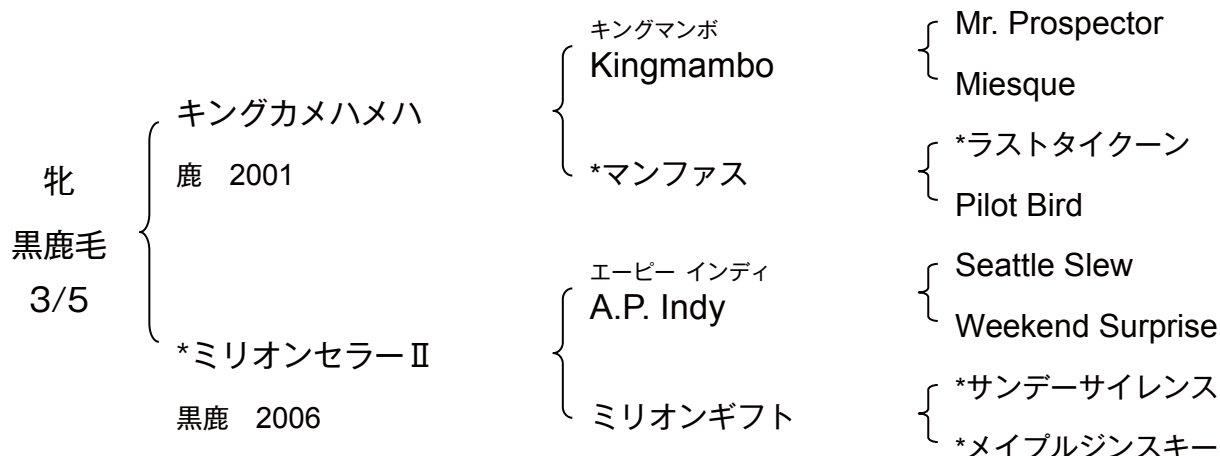 牝
黒鹿毛
3/5
キングカメハメハ
鹿 2001
*ミリオンセラーⅡ
黒鹿 2006
キングマンボ
Kingmambo
*マンファス
エーピー インディ
A.P. Indy
ミリオンギフト
Mr. Prospector
Miesque
*ラストタイクーン
Pilot Bird
Seattle Slew
Weekend Surprise
*サンデーサイレンス
*メイプルジンスキー